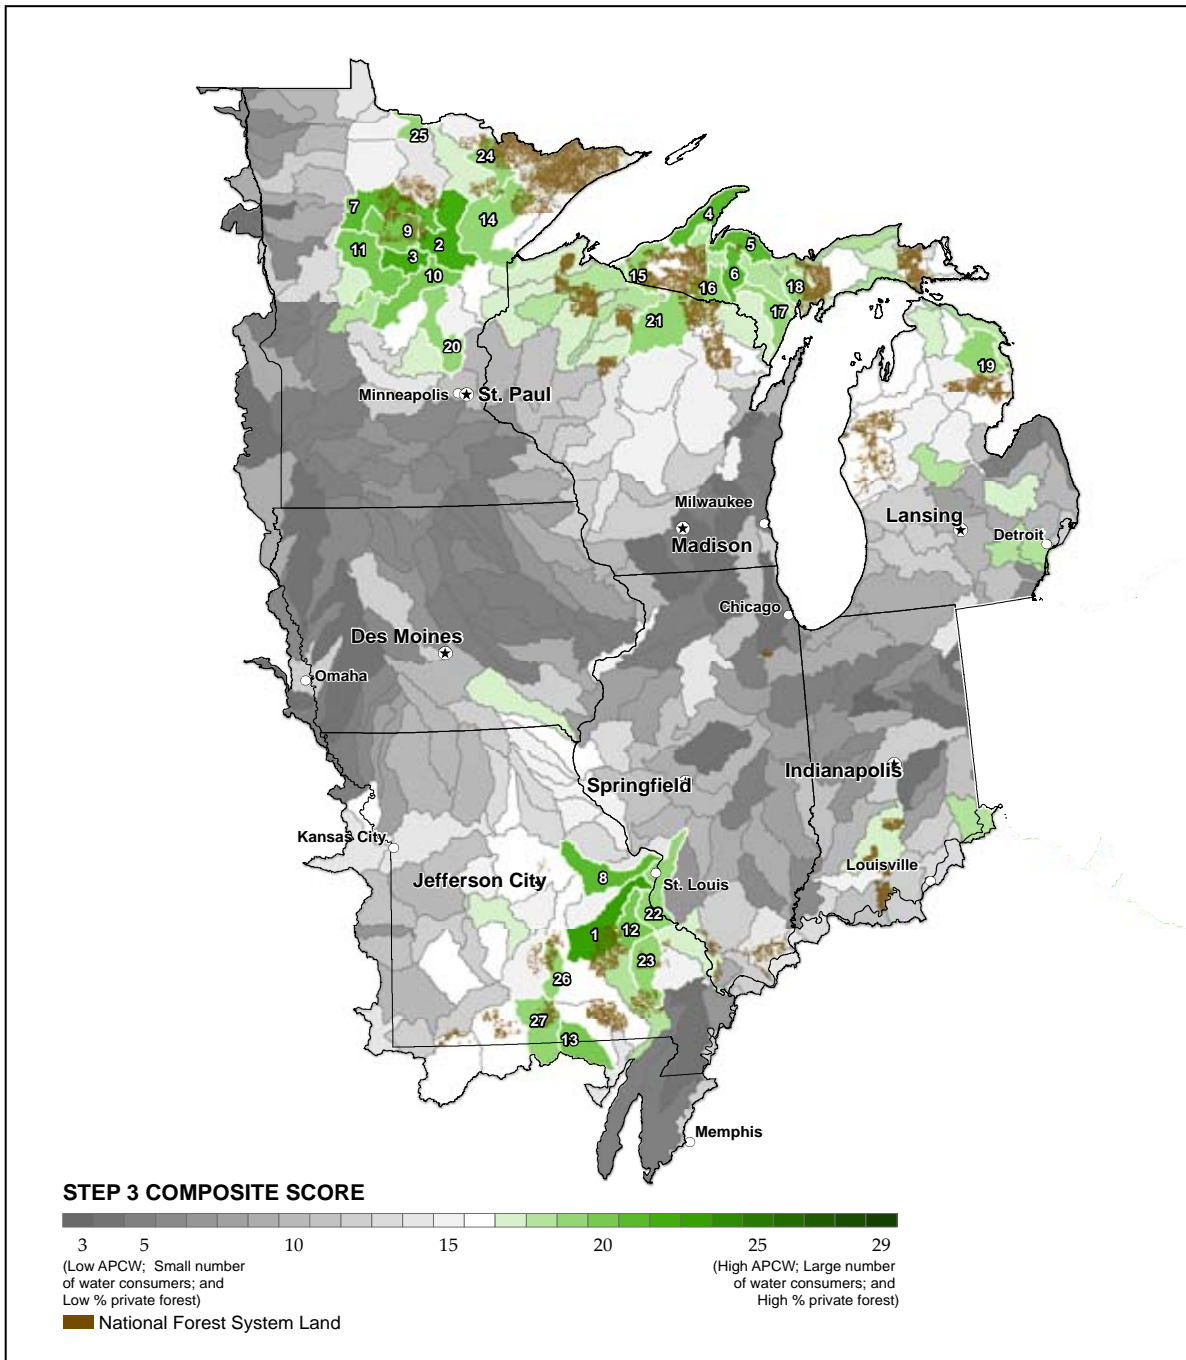 25
24
4
7
14
9
2
5
11
3
6
10
15
16
18
17
21
19
20
Minneapolis
St. Paul
Milwaukee
Lansing
Madison
Detroit
Chicago
Des Moines
Omaha
Springfield
Indianapolis
Kansas City
Louisville
8
Jefferson City
St. Louis
22
1
12
23
26
27
13
Memphis
STEP 3 COMPOSITE SCORE
3 5 10 15 20 25 29
(Low APCW; Small number
of water consumers; and
Low % private forest)
(High APCW; Large number
of water consumers; and
High % private forest)
National Forest System Land